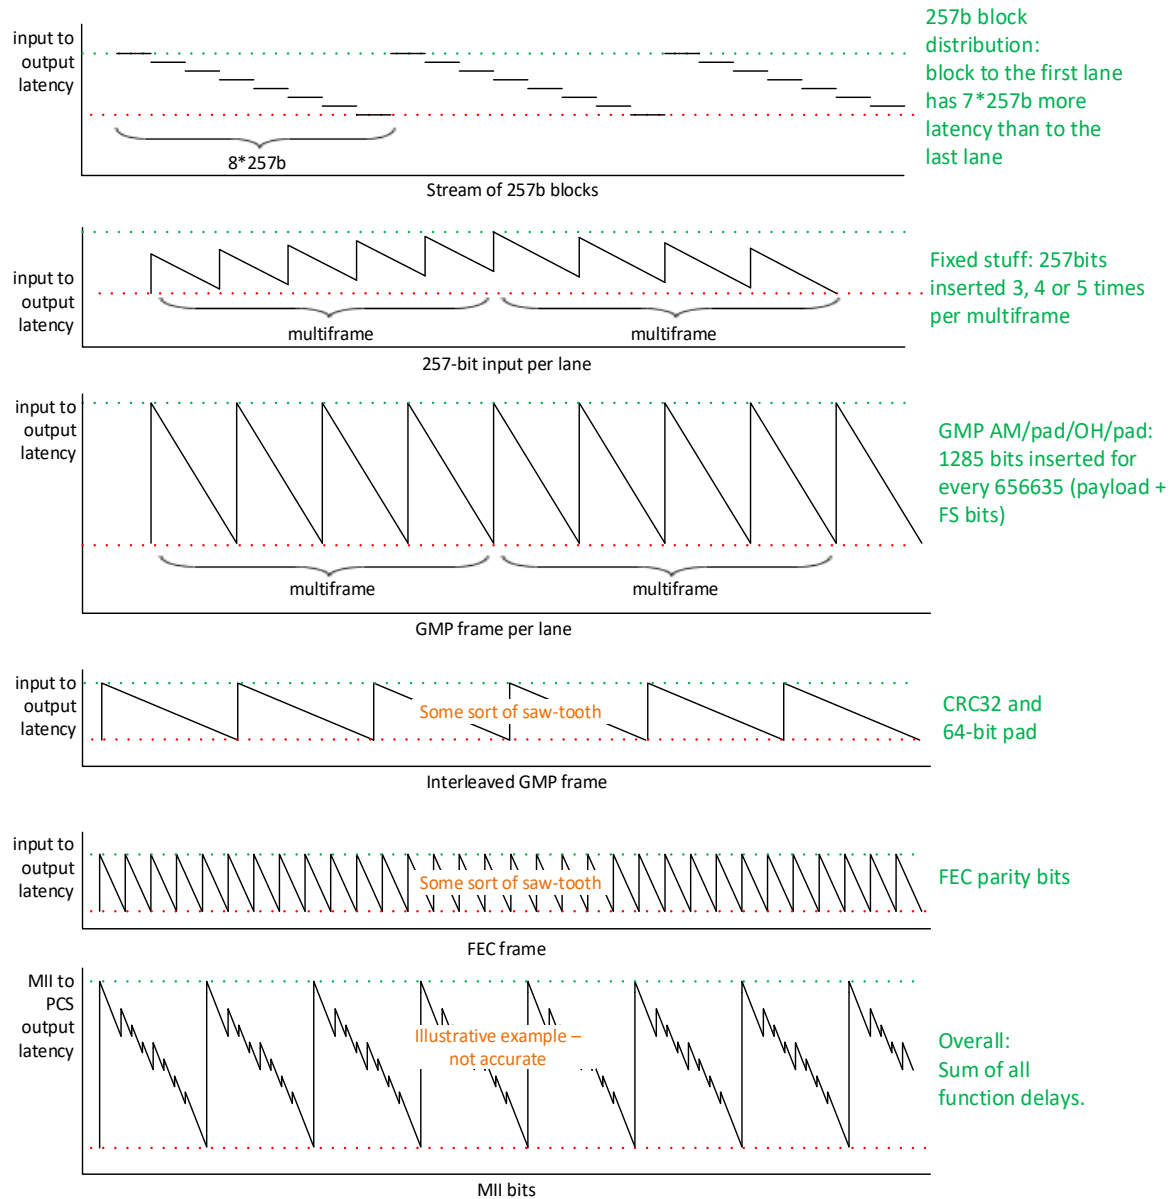 input to
output
latency
8*257b
Stream of 257b blocks
257b block
distribution:
block to the first lane
has 7*257b more
latency than to the
last lane
input to
output
latency
multiframe
multiframe
257-bit input per lane
Fixed stuff: 257bits
inserted 3, 4 or 5 times
per multiframe
input to
output
latency
multiframe
multiframe
GMP frame per lane
GMP AM/pad/OH/pad:
1285 bits inserted for
every 656635 (payload +
FS bits)
input to
output
latency
Some sort of saw-tooth
Interleaved GMP frame
CRC32 and
64-bit pad
input to
output
latency
Some sort of saw-tooth
FEC frame
FEC parity bits
MII to
PCS
output
latency
Illustrative example –
not accurate
MII bits
Overall:
Sum of all
function delays.